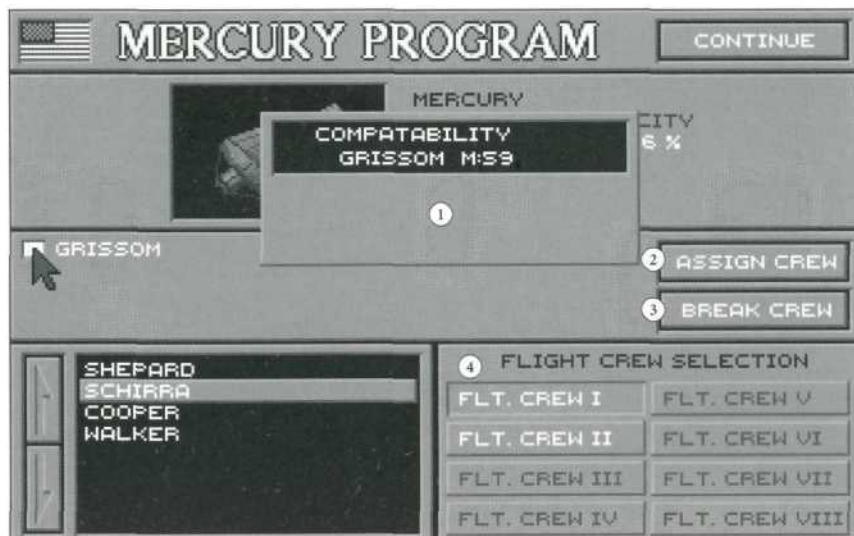 MERCURY PROGRAM
CONTINUE
MERCURY
CITY
6 %
COMPATABILITY
GRISSOM M:59
1
GRISSOM
2 ASSIGN CREW
3 BREAK CREW
SHEPARD
SCHIRRA
COOPER
WALKER
4 FLIGHT CREW SELECTION
FLT. CREW I
FLT. CREW V
FLT. CREW II
FLT. CREW VI
FLT. CREW III
FLT. CREW VII
FLT. CREW IV
FLT. CREW VIII